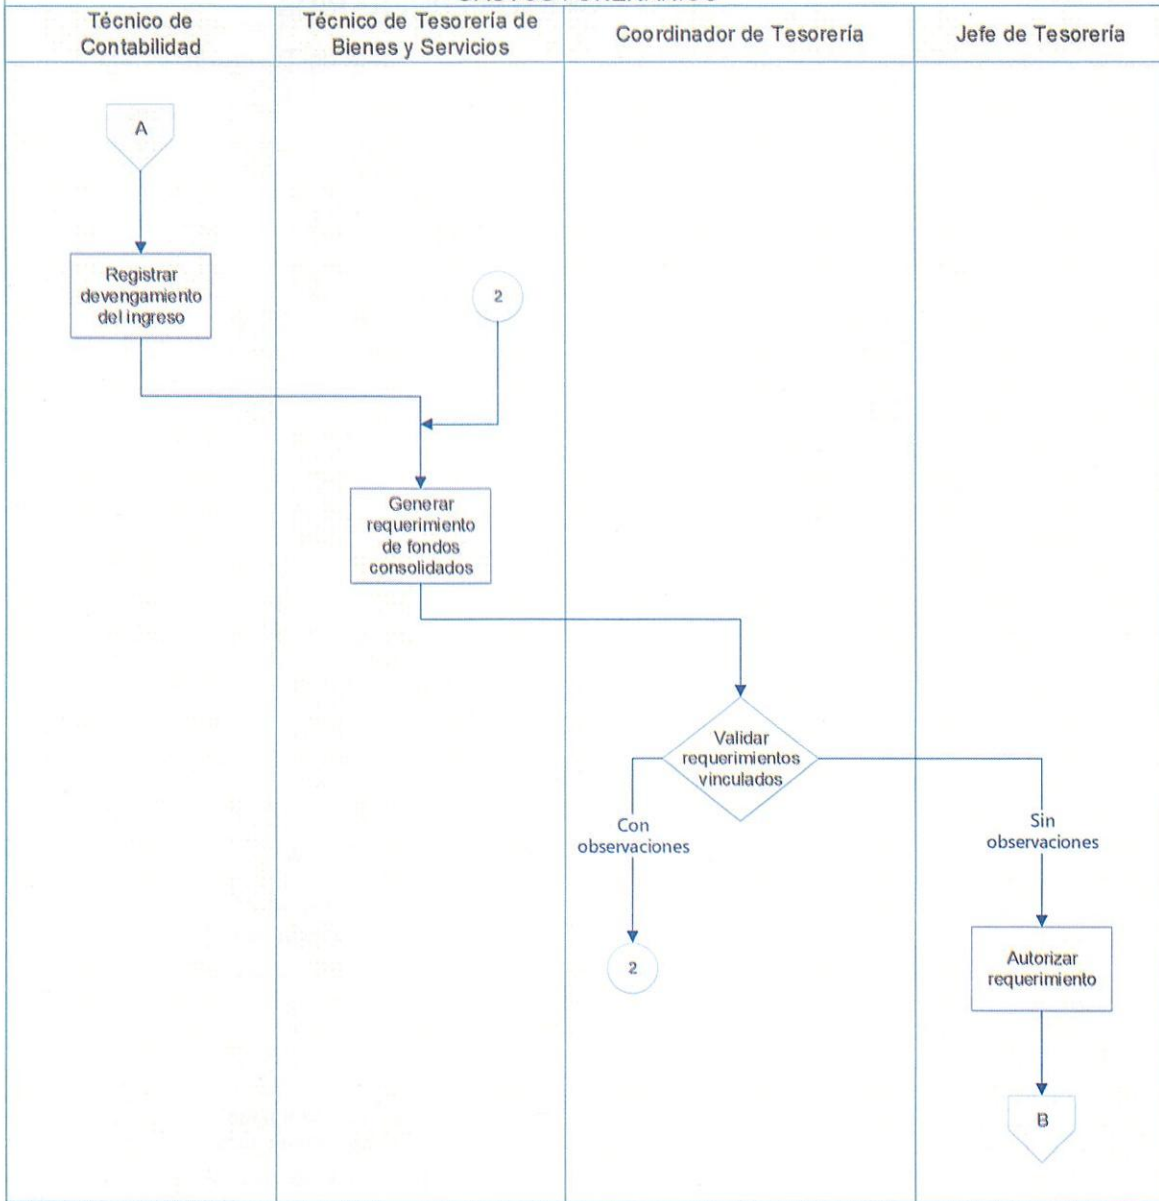 Técnico de
Contabilidad
Técnico de Tesorería de
Bienes y Servicios
Coordinador de Tesorería
Jefe de Tesorería
A
Registrar
devengamiento
del ingreso
2
Generar
requerimiento
de fondos
consolidados
Validar
requerimientos
vinculados
Con
observaciones
Sin
observaciones
2
Autorizar
requerimiento
B